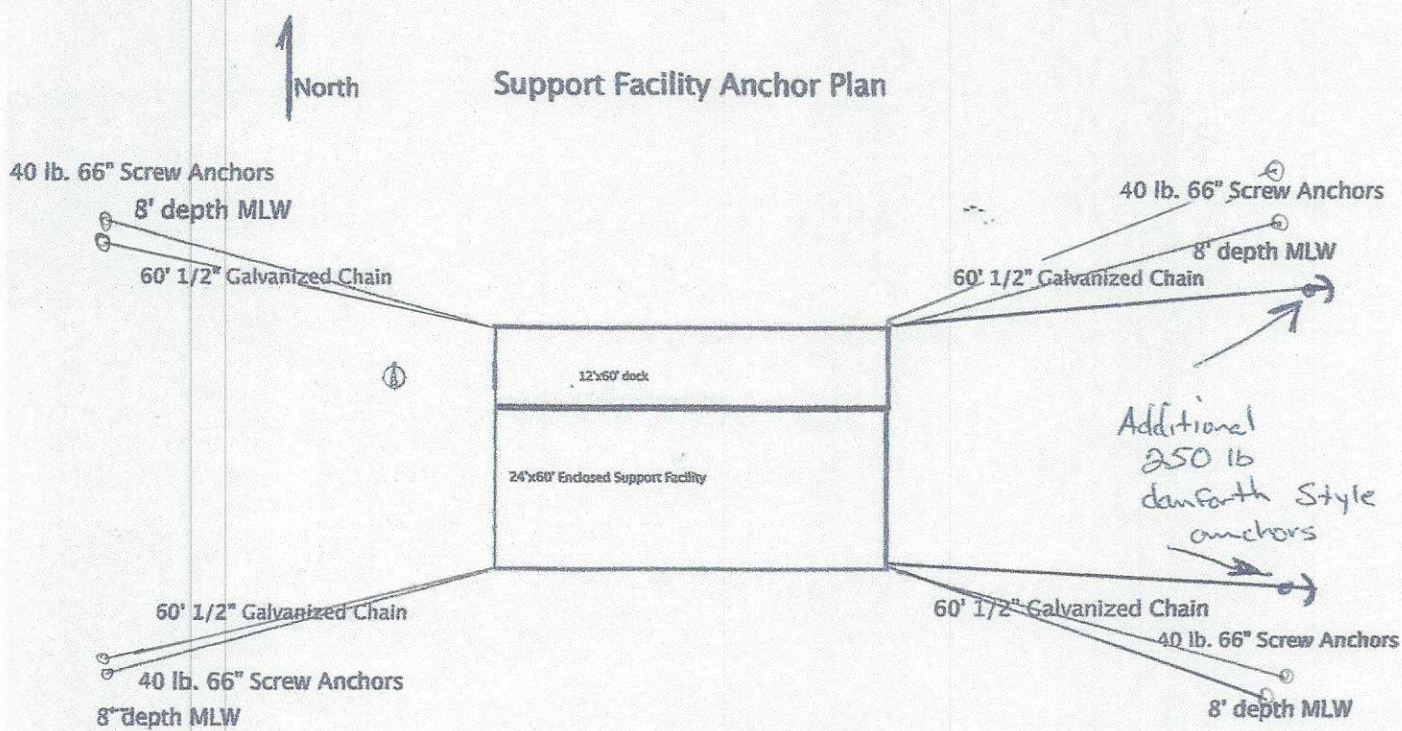 North
Support Facility Anchor Plan
40 lb. 66" Screw Anchors
8' depth MLW
60' 1/2" Galvanized Chain
40 lb. 66" Screw Anchors
8' depth MLW
60' 1/2" Galvanized Chain
12'x60' dock
24'x60' Enclosed Support Facility
Additional
250 lb
danforth Style
anchors
60' 1/2" Galvanized Chain
40 lb. 66" Screw Anchors
8' depth MLW
60' 1/2" Galvanized Chain
40 lb. 66" Screw Anchors
8' depth MLW